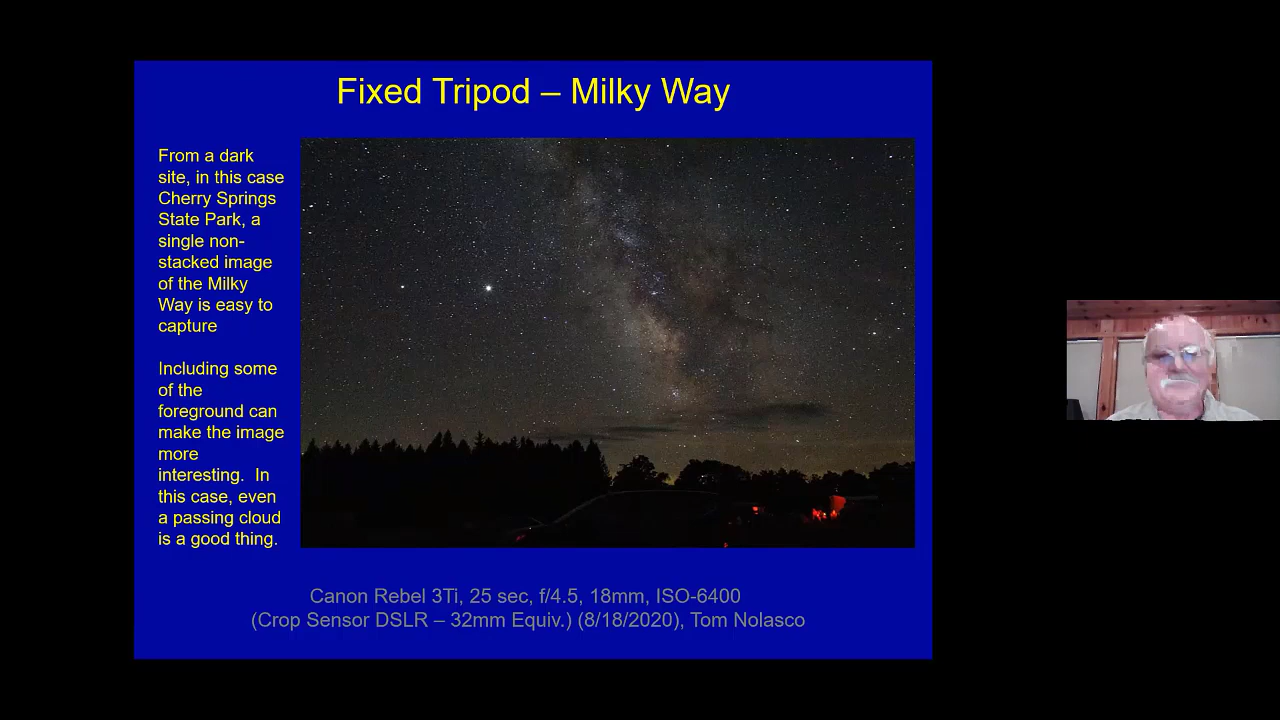 Fixed Tripod – Milky Way
From a dark
site, in this case
Cherry Springs
State Park, a
single non-
stacked image
of the Milky
Way is easy to
capture
Including some
of the
foreground can
make the image
more
interesting.  In
this case, even
a passing cloud
is a good thing.
Canon Rebel 3Ti, 25 sec, f/4.5, 18mm, ISO-6400
(Crop Sensor DSLR – 32mm Equiv.) (8/18/2020), Tom Nolasco